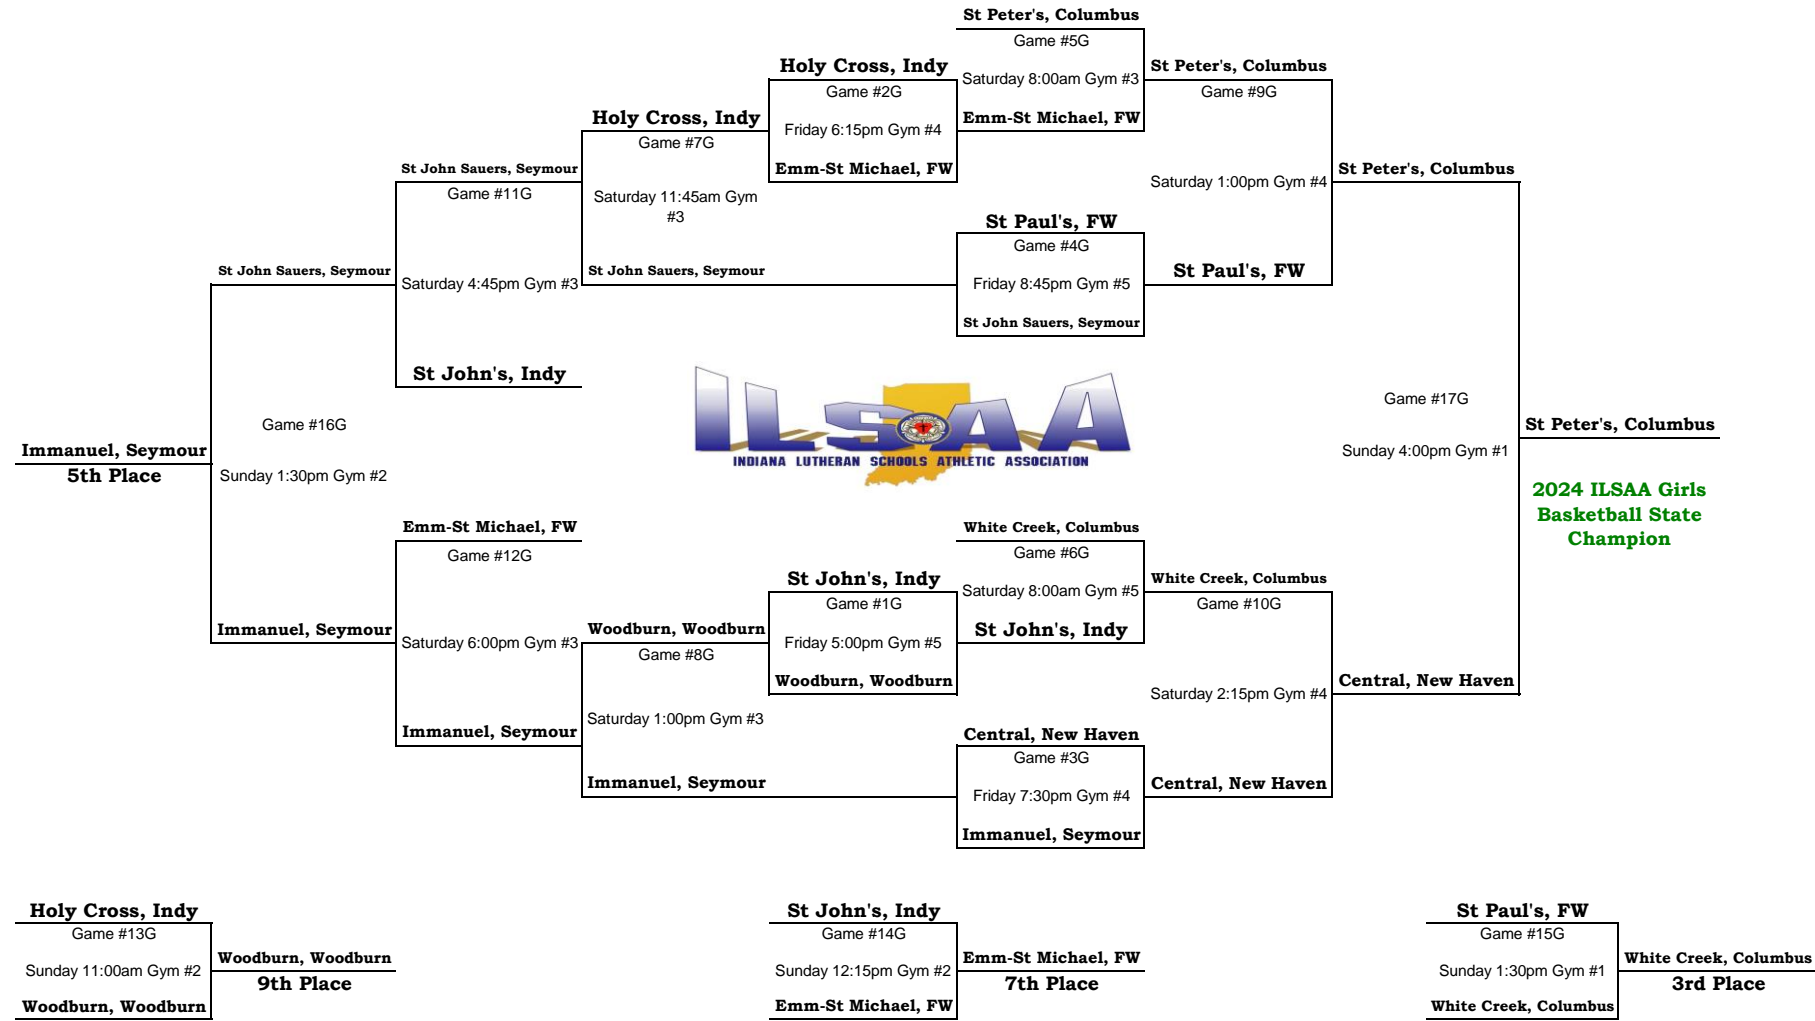 St Peter's, Columbus
Game #5G
Holy Cross, Indy
Saturday 8:00am Gym #3
St Peter's, Columbus
Game #2G
Game #9G
Holy Cross, Indy
Friday 6:15pm Gym #4
Emm-St Michael, FW
Game #7G
St John Sauers, Seymour
Emm-St Michael, FW
St Peter's, Columbus
Game #11G
Saturday 11:45am Gym
#3
Saturday 1:00pm Gym #4
St Paul's, FW
Game #4G
St John Sauers, Seymour
Saturday 4:45pm Gym #3
St John Sauers, Seymour
Friday 8:45pm Gym #5
St Paul's, FW
St John Sauers, Seymour
St John's, Indy
ILSAA
INDIANA LUTHERAN SCHOOLS ATHLETIC ASSOCIATION
Game #17G
Game #16G
St Peter's, Columbus
Immanuel, Seymour
Sunday 4:00pm Gym #1
5th Place
Sunday 1:30pm Gym #2
2024 ILSAA Girls
Basketball State
Champion
Emm-St Michael, FW
White Creek, Columbus
Game #12G
Game #6G
St John's, Indy
Saturday 8:00am Gym #5
White Creek, Columbus
Game #1G
Game #10G
Immanuel, Seymour
Saturday 6:00pm Gym #3
Woodburn, Woodburn
Friday 5:00pm Gym #5
St John's, Indy
Game #8G
Woodburn, Woodburn
Central, New Haven
Saturday 1:00pm Gym #3
Saturday 2:15pm Gym #4
Immanuel, Seymour
Central, New Haven
Game #3G
Immanuel, Seymour
Friday 7:30pm Gym #4
Central, New Haven
Immanuel, Seymour
Holy Cross, Indy
Game #13G
Sunday 11:00am Gym #2
Woodburn, Woodburn
Woodburn, Woodburn
9th Place
St John's, Indy
Game #14G
Sunday 12:15pm Gym #2
Emm-St Michael, FW
Emm-St Michael, FW
7th Place
St Paul's, FW
Game #15G
Sunday 1:30pm Gym #1
White Creek, Columbus
White Creek, Columbus
3rd Place